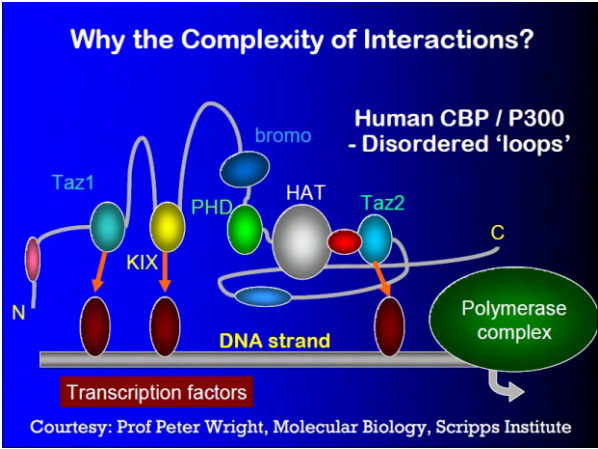 Why the Complexity of Interactions?
Human CBP / P300
- Disordered ‘loops’
bromo
Taz1
HAT
PHD
Taz2
KIX
C
N
Polymerase
complex
DNA strand
Transcription factors
Courtesy: Prof Peter Wright, Molecular Biology, Scripps Institute